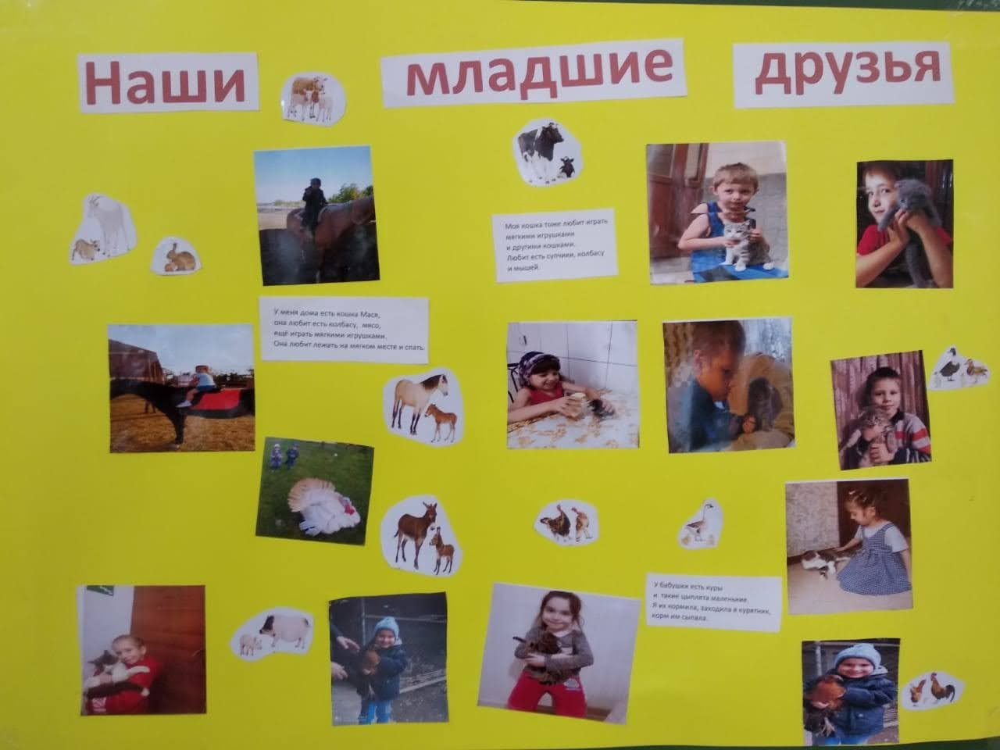 Наши младшие друзья
Моя кошка тоже любит играть
мягкими игрушками
и другими кошками.
Любит есть супчики, колбасу
и мышей.
У меня дома есть кошка Мася,
она любит есть колбасу, мясо,
ещё играть мягкими игрушками.
Она любит лежать на мягком месте и спать.
У бабушки есть куры
и такие цыплята маленькие.
Я их кормила, заходила в курятник,
корм им сыпала.